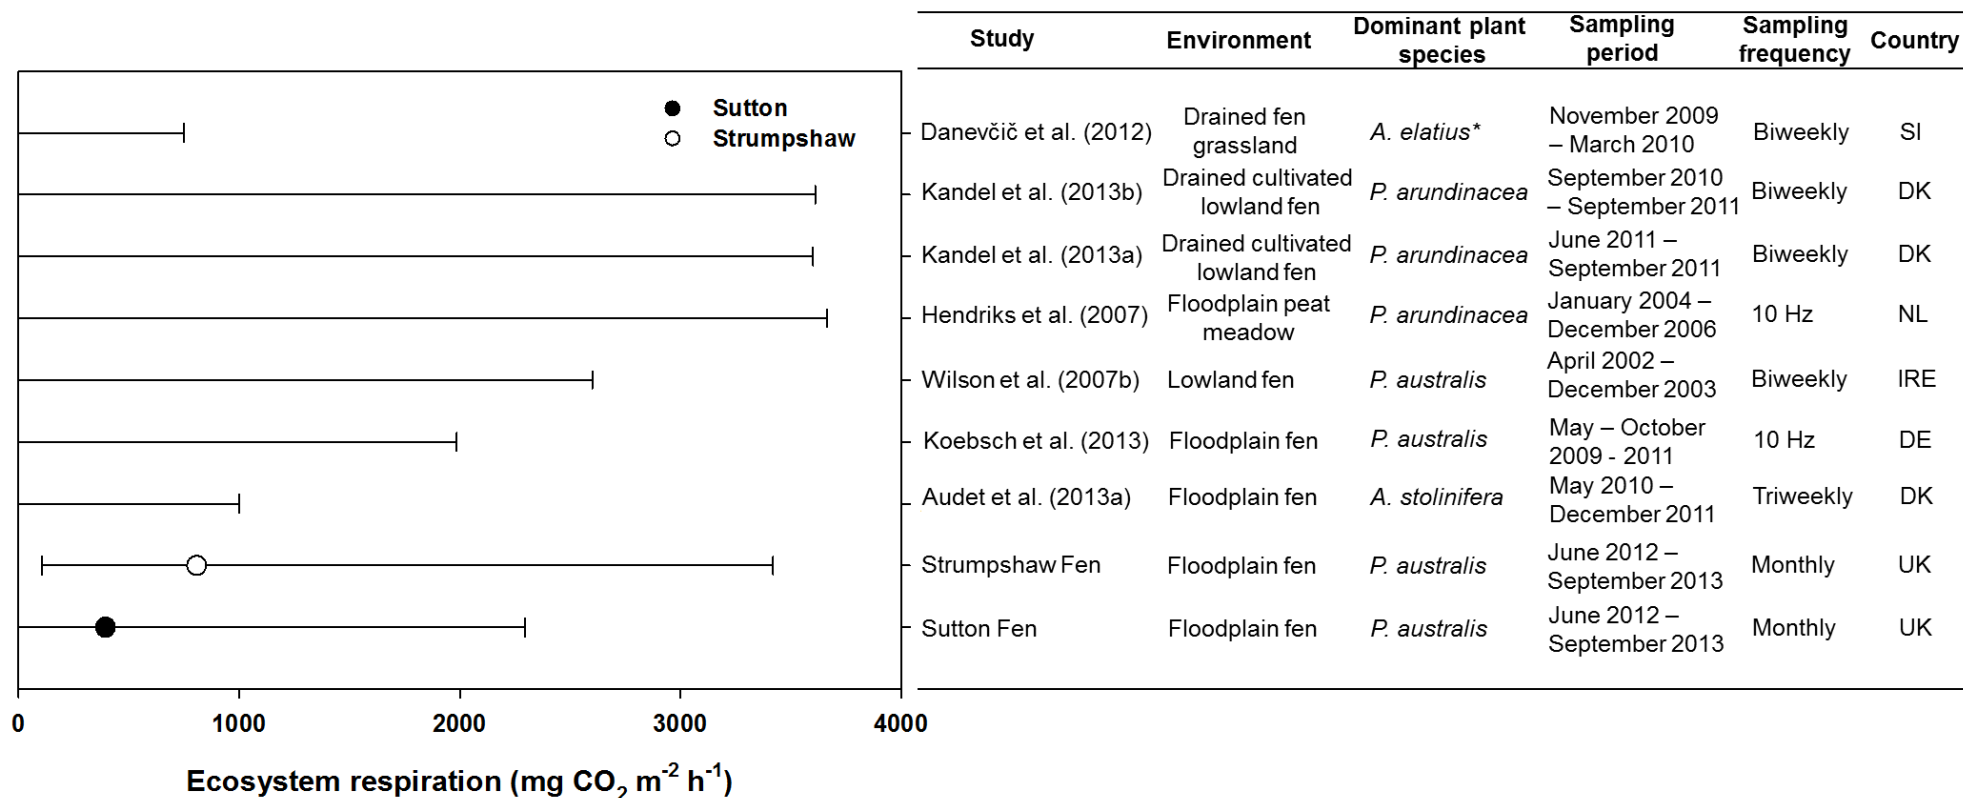 Study Environment Dominant plant species Sampling period Sampling frequency Country
Sutton
Strumpshaw
Danevčič et al. (2012) Drained fen grassland A. elatius* November 2009 – March 2010 Biweekly SI
Kandel et al. (2013b) Drained cultivated lowland fen P. arundinacea September 2010 – September 2011 Biweekly DK
Kandel et al. (2013a) Drained cultivated lowland fen P. arundinacea June 2011 – September 2011 Biweekly DK
Hendriks et al. (2007) Floodplain peat meadow P. arundinacea January 2004 – December 2006 10 Hz NL
Wilson et al. (2007b) Lowland fen P. australis April 2002 – December 2003 Biweekly IRE
Koebsch et al. (2013) Floodplain fen P. australis May – October 2009 - 2011 10 Hz DE
Audet et al. (2013a) Floodplain fen A. stolinifera May 2010 – December 2011 Triweekly DK
Strumpshaw Fen Floodplain fen P. australis June 2012 – September 2013 Monthly UK
Sutton Fen Floodplain fen P. australis June 2012 – September 2013 Monthly UK
0 1000 2000 3000 4000
Ecosystem respiration (mg CO₂ m⁻² h⁻¹)